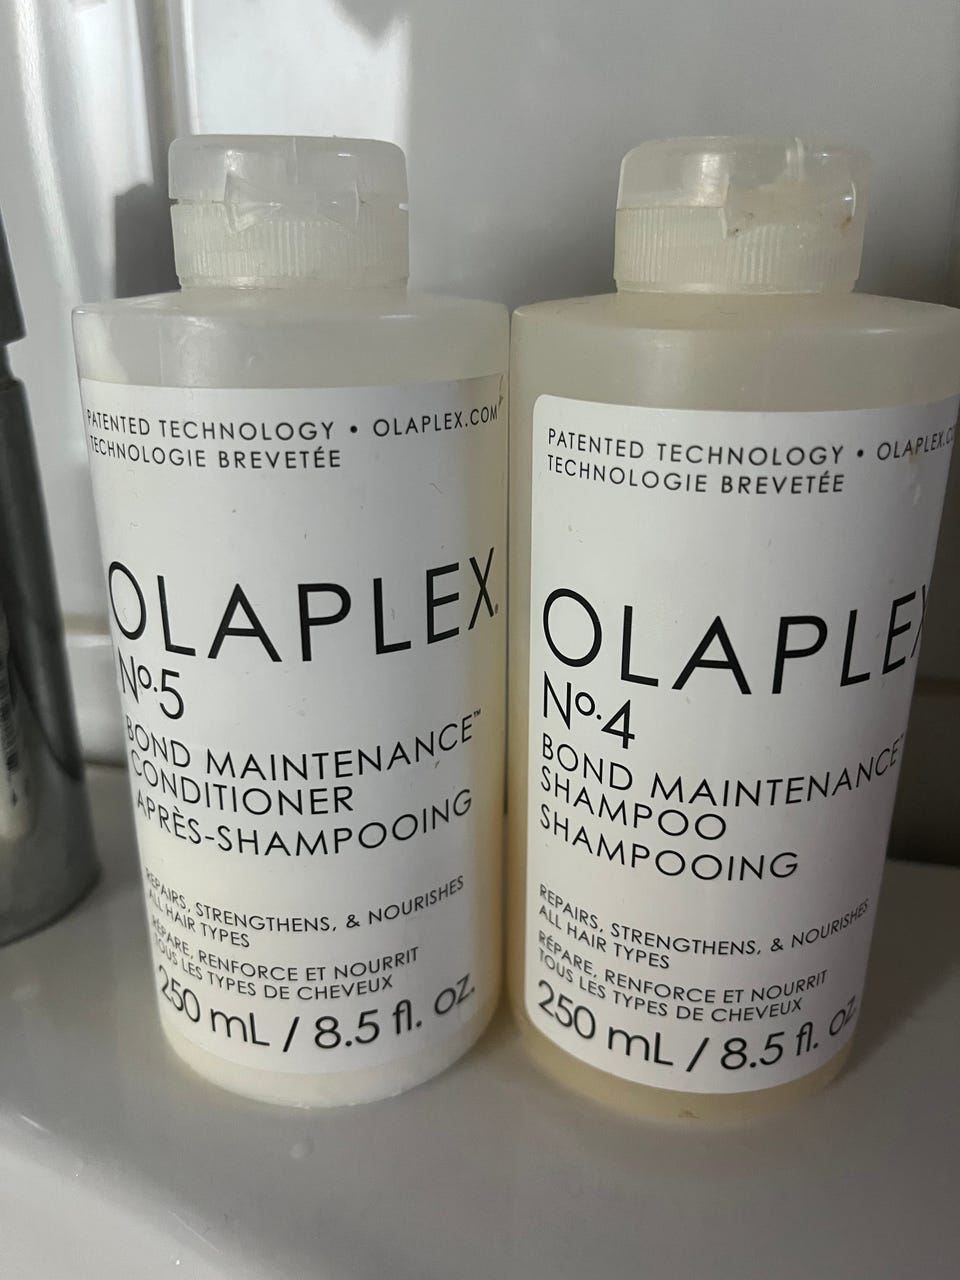 PATENTED TECHNOLOGY • OLAPLEX.COM
TECHNOLOGIE BREVETÉE
OLAPLEX®
Nº.5
BOND MAINTENANCE™
CONDITIONER
APRÈS-SHAMPOOING
REPAIRS, STRENGTHENS, & NOURISHES
ALL HAIR TYPES
RÉPARE, RENFORCE ET NOURRIT
TOUS LES TYPES DE CHEVEUX
250 mL / 8.5 fl. oz.
PATENTED TECHNOLOGY • OLAPLEX.C
TECHNOLOGIE BREVETÉE
OLAPLEX
Nº.4
BOND MAINTENANCE™
SHAMPOO
SHAMPOOING
REPAIRS, STRENGTHENS, & NOURISHES
ALL HAIR TYPES
RÉPARE, RENFORCE ET NOURRIT
TOUS LES TYPES DE CHEVEUX
250 mL / 8.5 fl. oz.